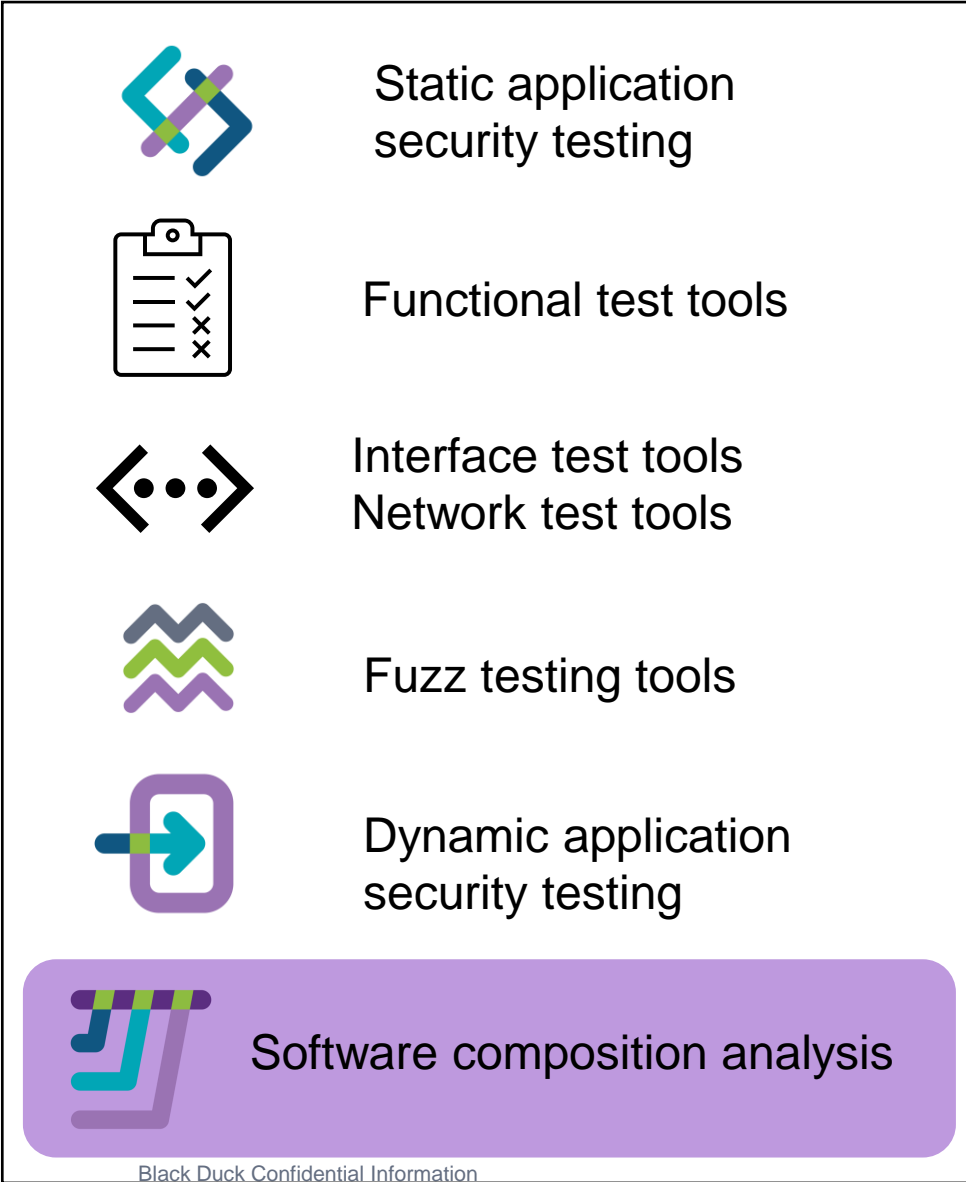 Static application
security testing
Functional test tools
Interface test tools
Network test tools
Fuzz testing tools
Dynamic application
security testing
Software composition analysis
Black Duck Confidential Information